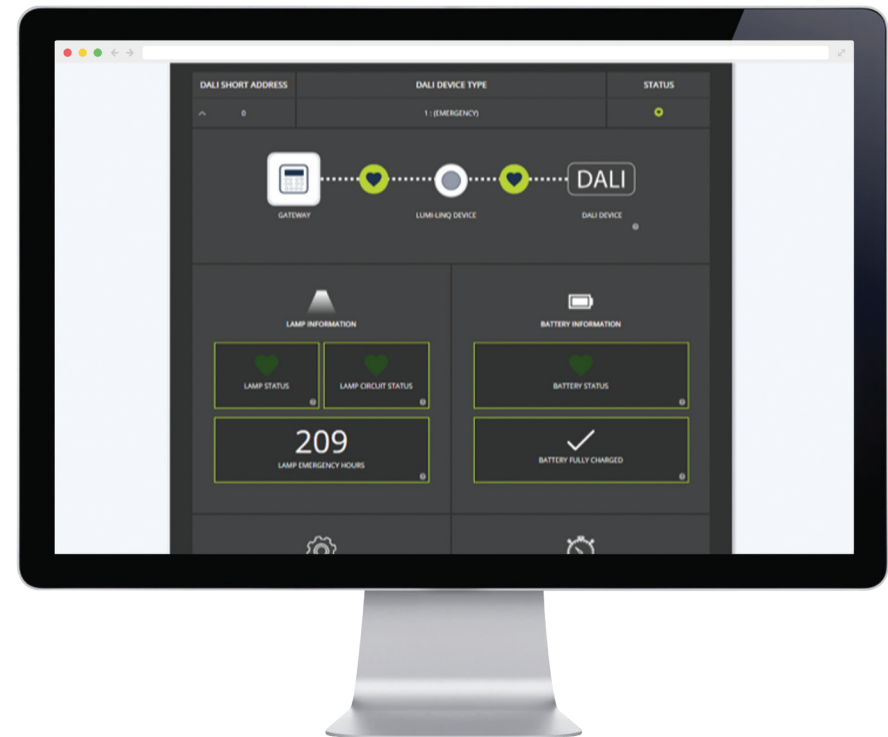 DALI SHORT ADDRESS DALI DEVICE TYPE STATUS
0 1 : (EMERGENCY)
DALI
GATEWAY LUMI-LINQ DEVICE DALI DEVICE
LAMP INFORMATION BATTERY INFORMATION
LAMP STATUS LAMP CIRCUIT STATUS BATTERY STATUS
209
LAMP EMERGENCY HOURS BATTERY FULLY CHARGED